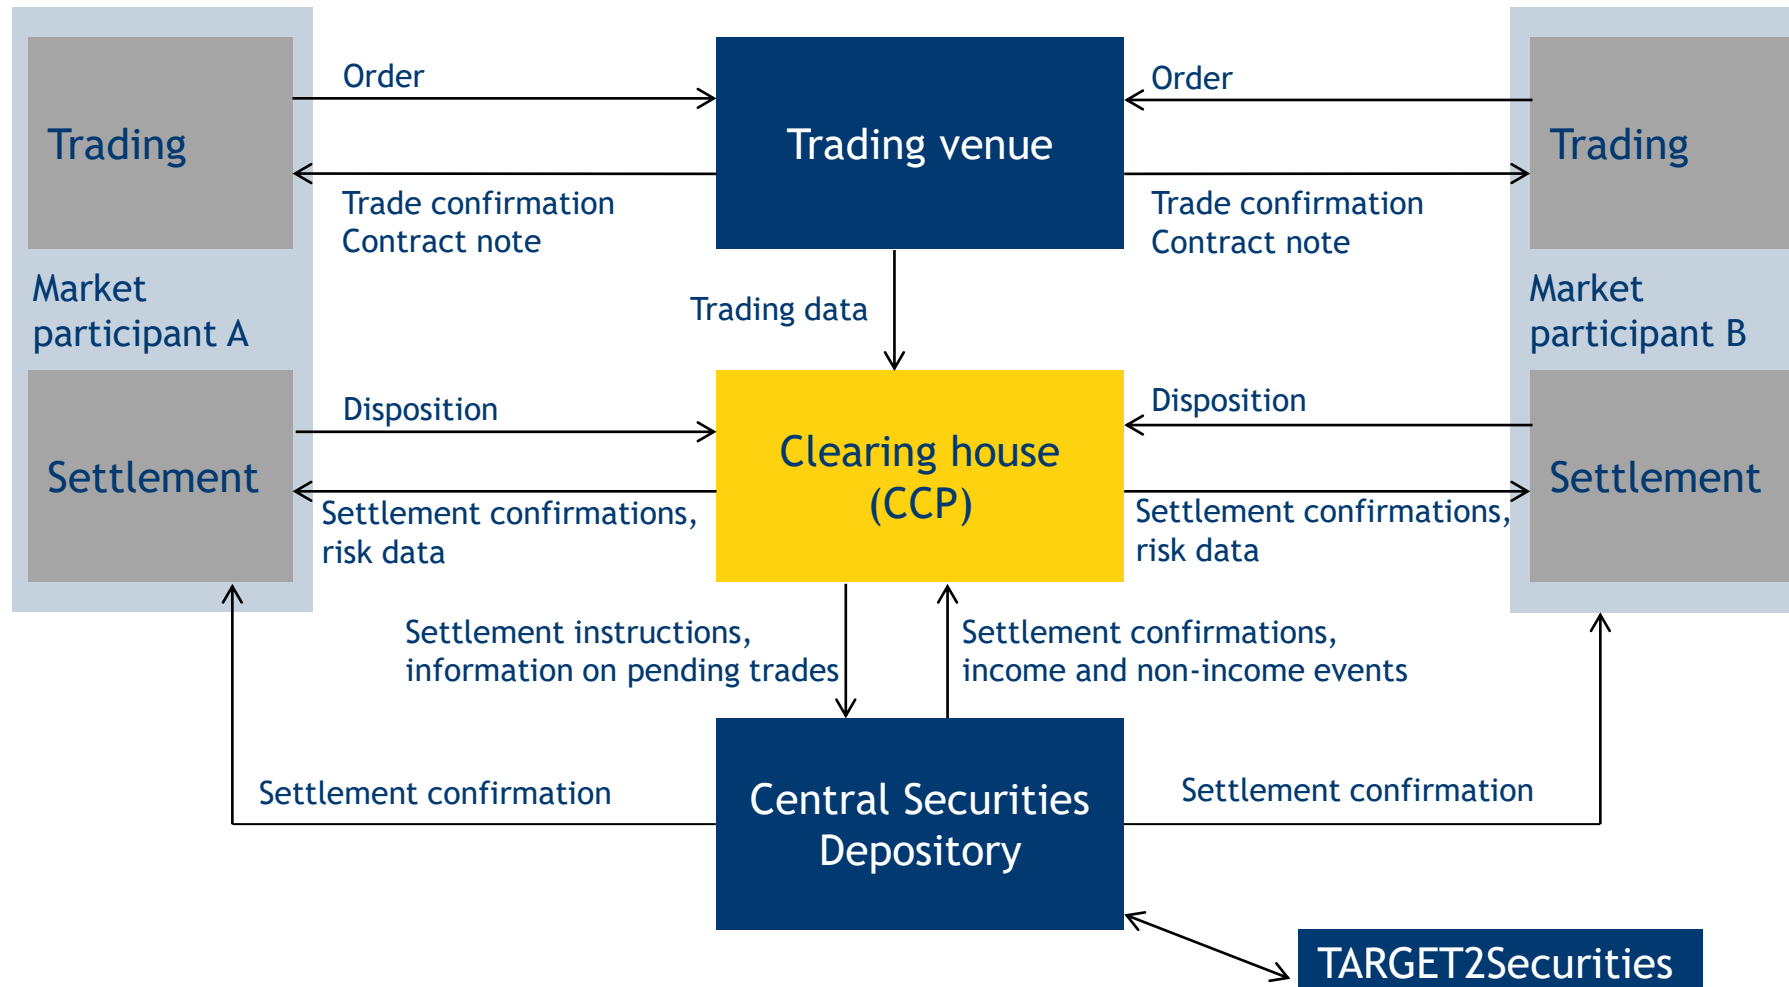 Order
Order
Trading
Trading venue
Trading
Trade confirmation
Contract note
Trade confirmation
Contract note
Market
participant A
Trading data
Market
participant B
Disposition
Disposition
Settlement
Clearing house
(CCP)
Settlement
Settlement confirmations,
risk data
Settlement confirmations,
risk data
Settlement instructions,
information on pending trades
Settlement confirmations,
income and non-income events
Settlement confirmation
Central Securities
Depository
Settlement confirmation
TARGET2Securities